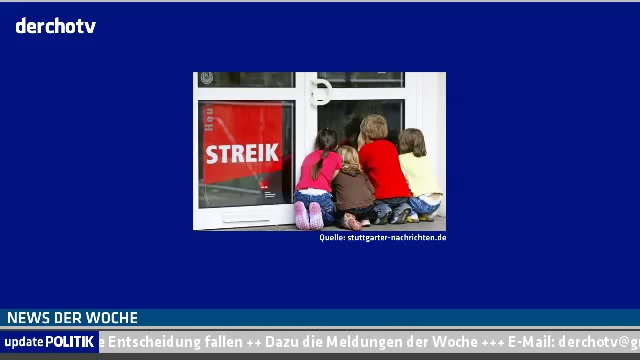 derchotv
Heu
STREIK
Quelle: stuttgarter-nachrichten.de
NEWS DER WOCHE
update POLITIK
e Entscheidung fallen ++ Dazu die Meldungen der Woche +++ E-Mail: derchotv@g